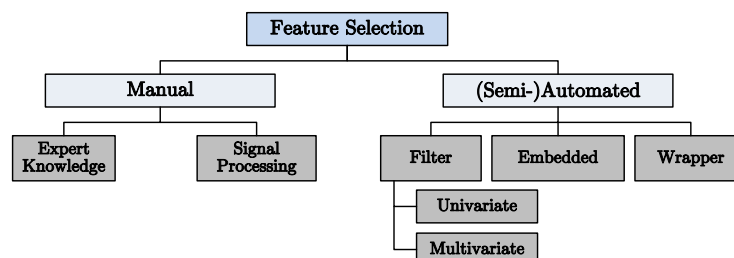 Feature Selection
Manual
(Semi-)Automated
Expert
Knowledge
Signal
Processing
Filter
Embedded
Wrapper
Univariate
Multivariate